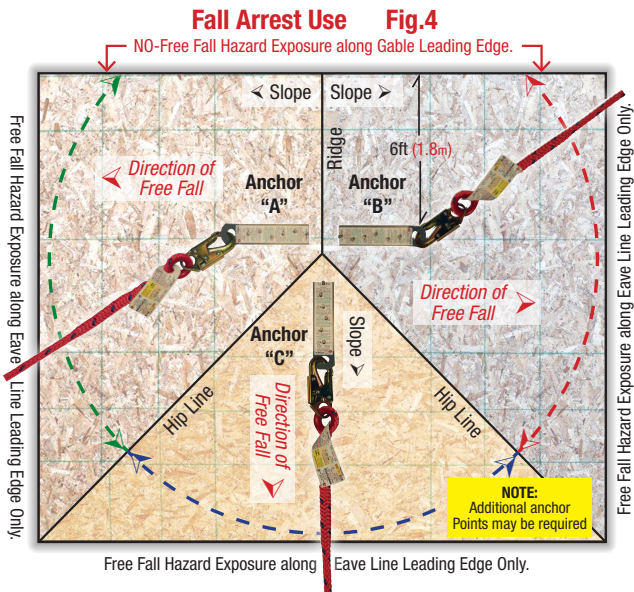 Fall Arrest Use Fig.4
NO-Free Fall Hazard Exposure along Gable Leading Edge.
Slope Slope
Ridge
6ft (1.8m)
Free Fall Hazard Exposure along Eave Line Leading Edge Only.
Free Fall Hazard Exposure along Eave Line Leading Edge Only.
Direction of
Free Fall
Anchor
"A"
Anchor
"B"
Direction of
Free Fall
Anchor
"C"
Slope
Direction of
Free Fall
Hip Line
Hip Line
NOTE:
Additional anchor
Points may be required
Free Fall Hazard Exposure along Eave Line Leading Edge Only.